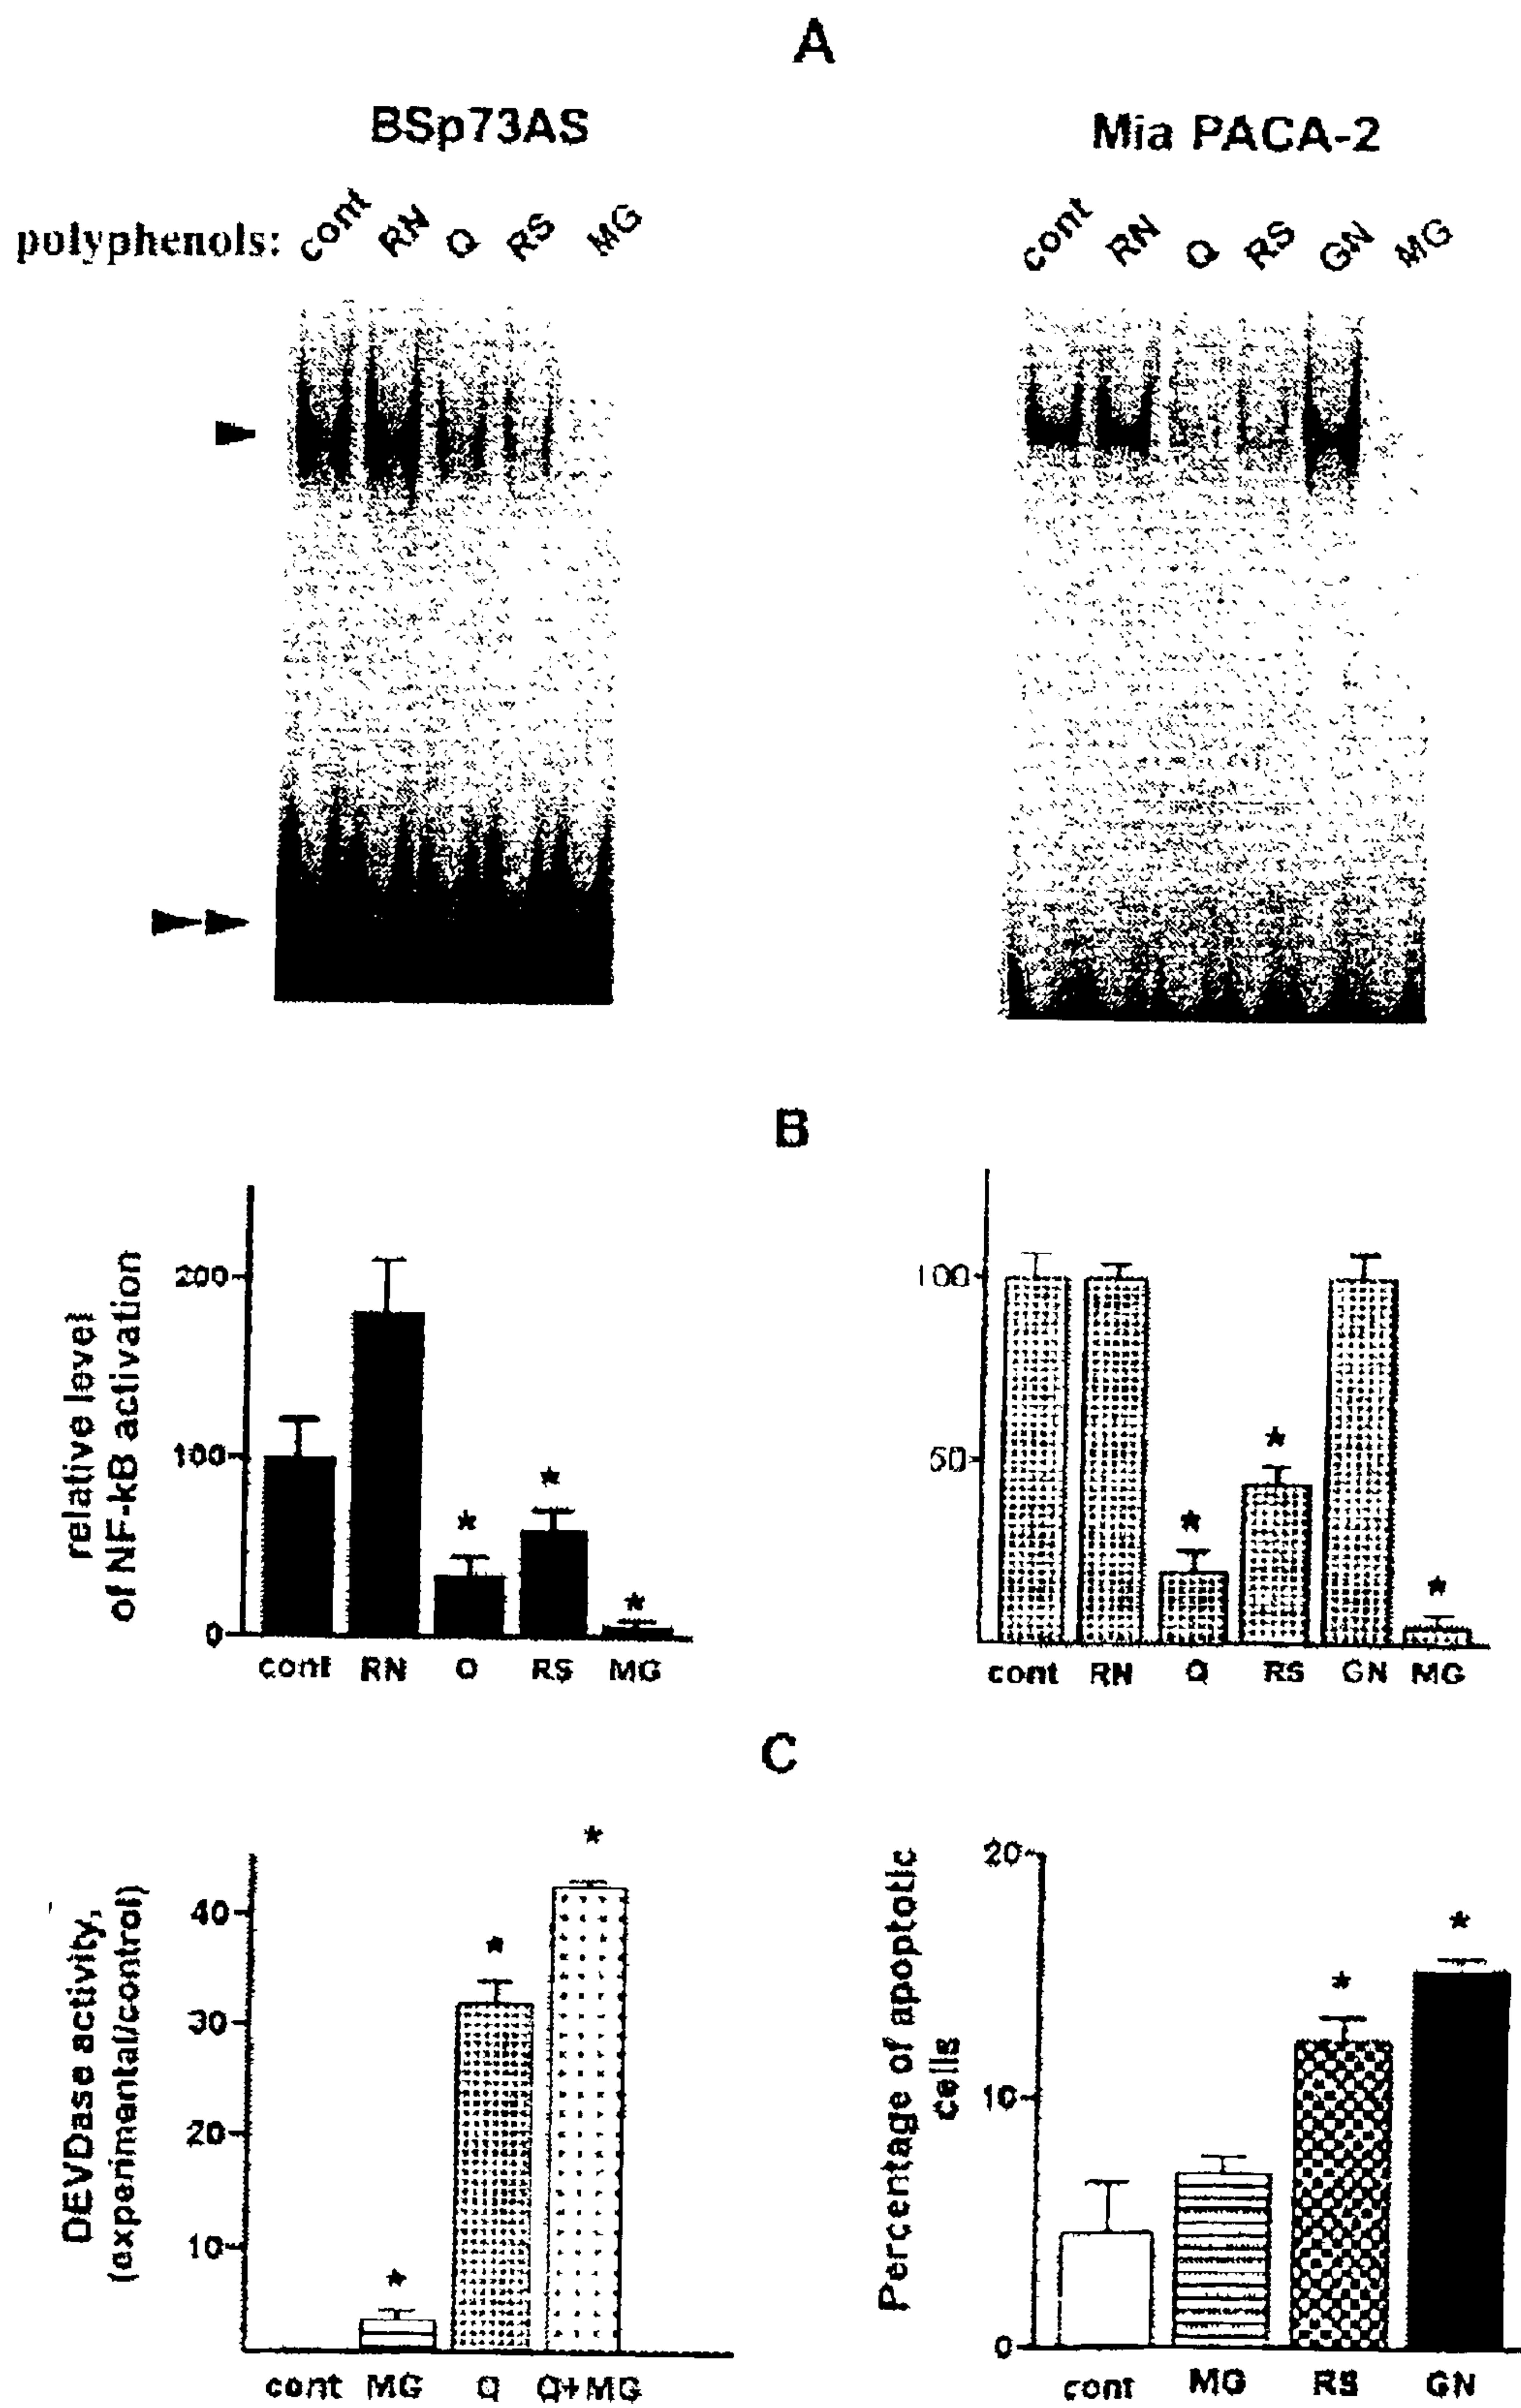 A
BSp73AS
Mia PACA-2
polyphenols: cont RN Q RS MG
cont RN Q RS GN MG
B
relative level
of NF-kB activation
200
100
0
cont RN Q RS MG
100
50
cont RN Q RS GN MG
C
DEVDase activity,
(experimental/control)
40
30
20
10
cont MG Q Q+MG
Percentage of apoptotic
cells
20
10
0
cont MG RS GN